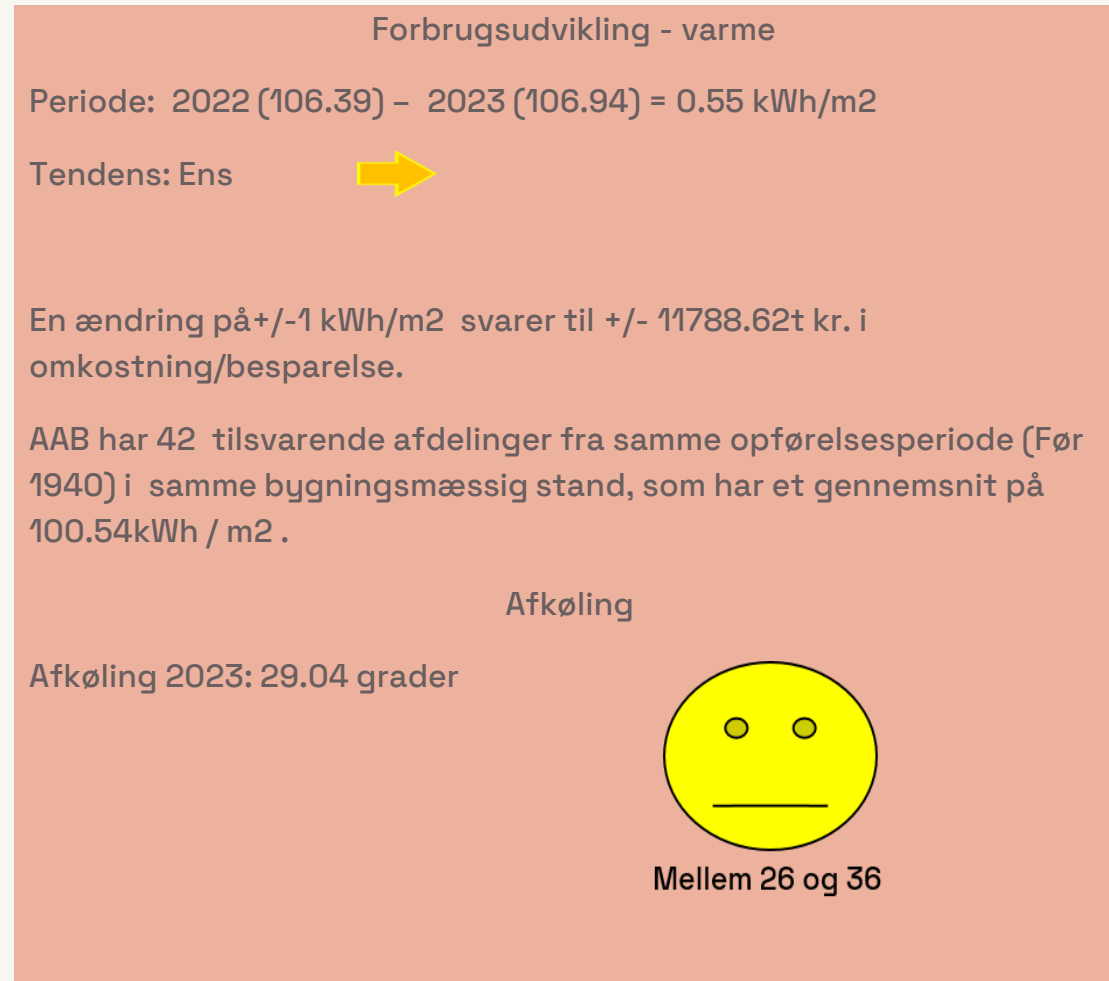 Forbrugsudvikling - varme
Periode: 2022 (106.39) – 2023 (106.94) = 0.55 kWh/m2
Tendens: Ens
En ændring på+/-1 kWh/m2 svarer til +/- 11788.62t kr. i
omkostning/besparelse.
AAB har 42 tilsvarende afdelinger fra samme opførelsesperiode (Før
1940) i samme bygningsmæssig stand, som har et gennemsnit på
100.54kWh / m2 .
Afkøling
Afkøling 2023: 29.04 grader
Mellem 26 og 36